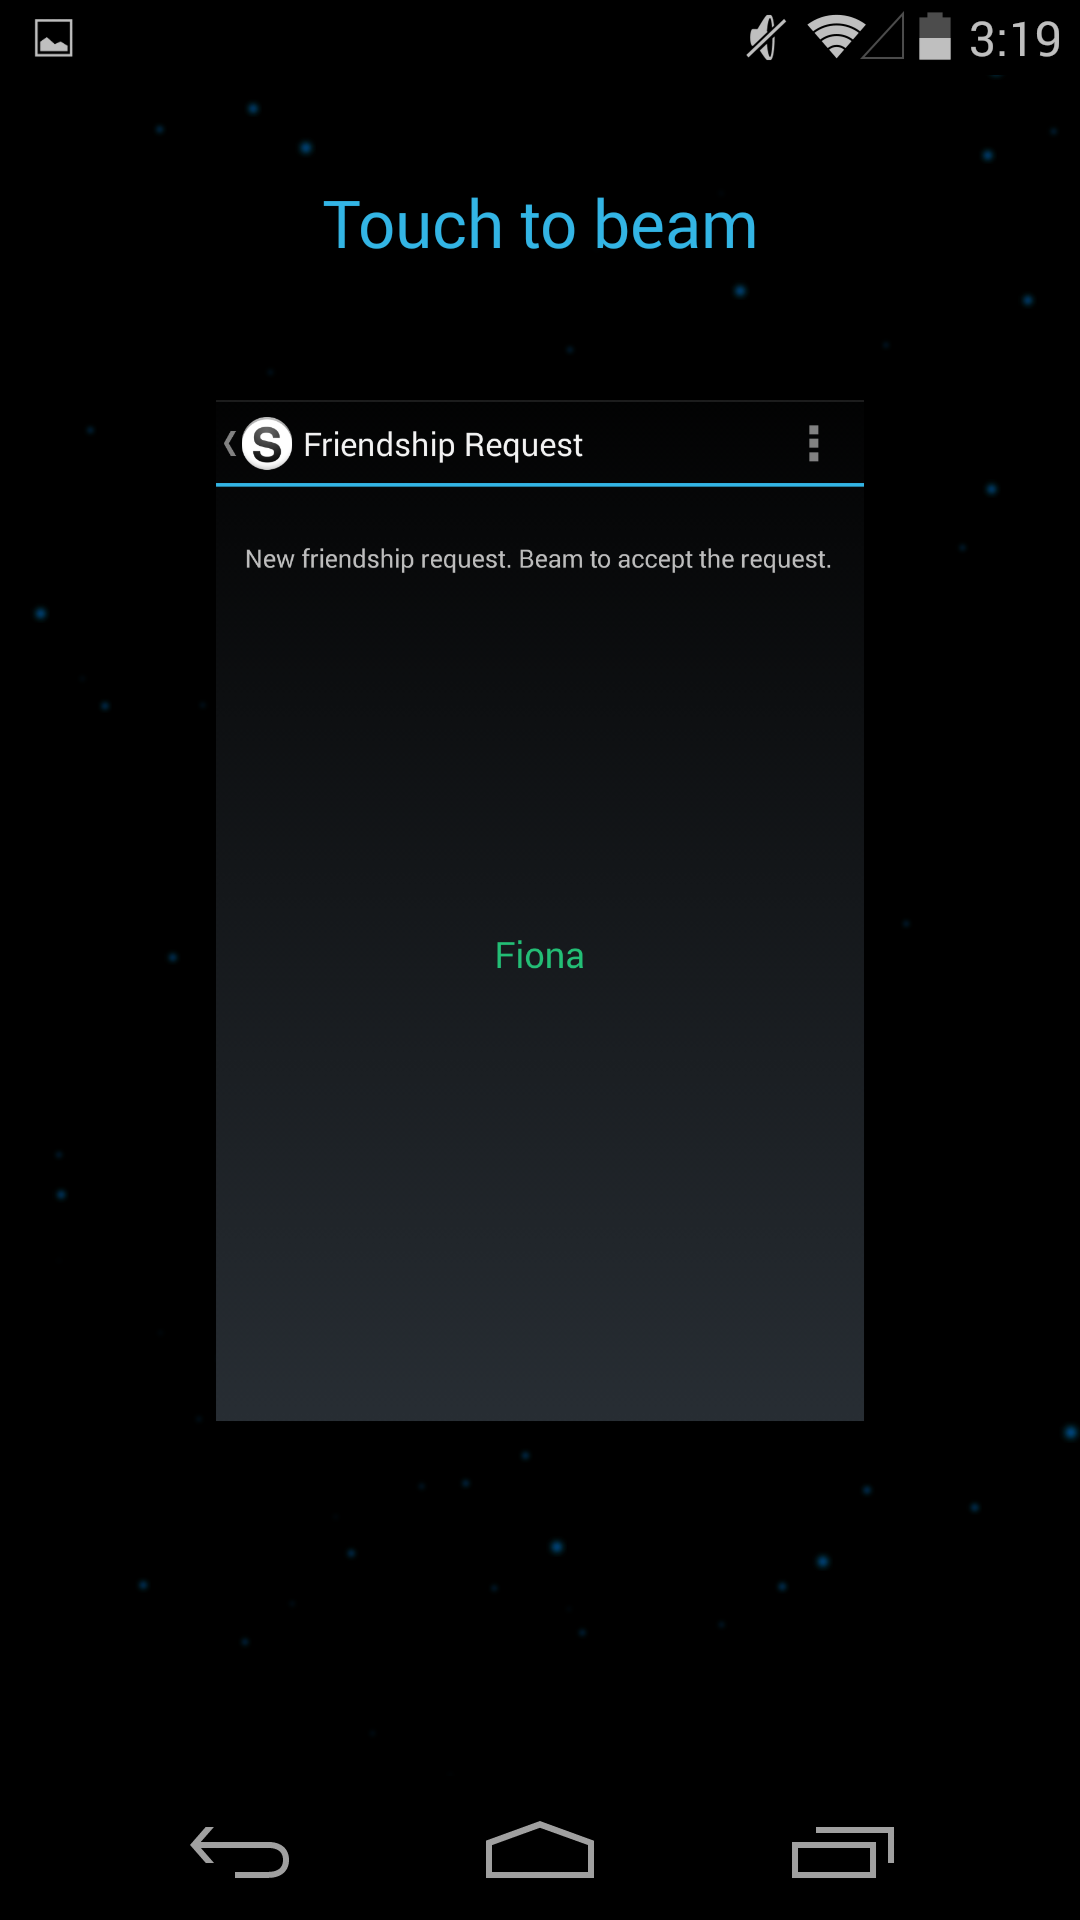 3:19
Touch to beam
S Friendship Request
New friendship request. Beam to accept the request.
Fiona